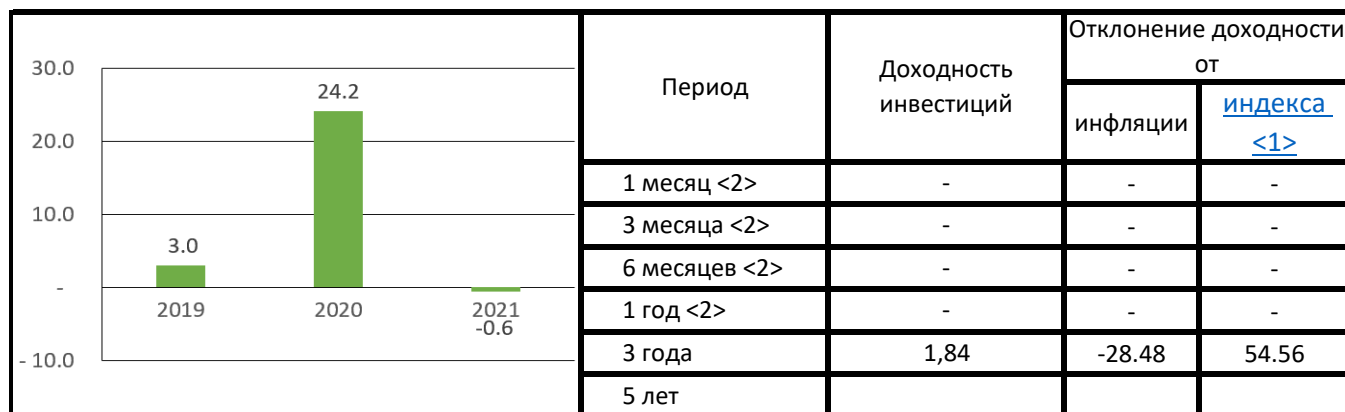 30.0
20.0
10.0
-
- 10.0
3.0
24.2
-0.6
2019 2020 2021
Период
Доходность
инвестиций
Отклонение доходности
от
инфляции
индекса
<1>
1 месяц <2> - - -
3 месяца <2> - - -
6 месяцев <2> - - -
1 год <2> - - -
3 года 1,84 -28.48 54.56
5 лет